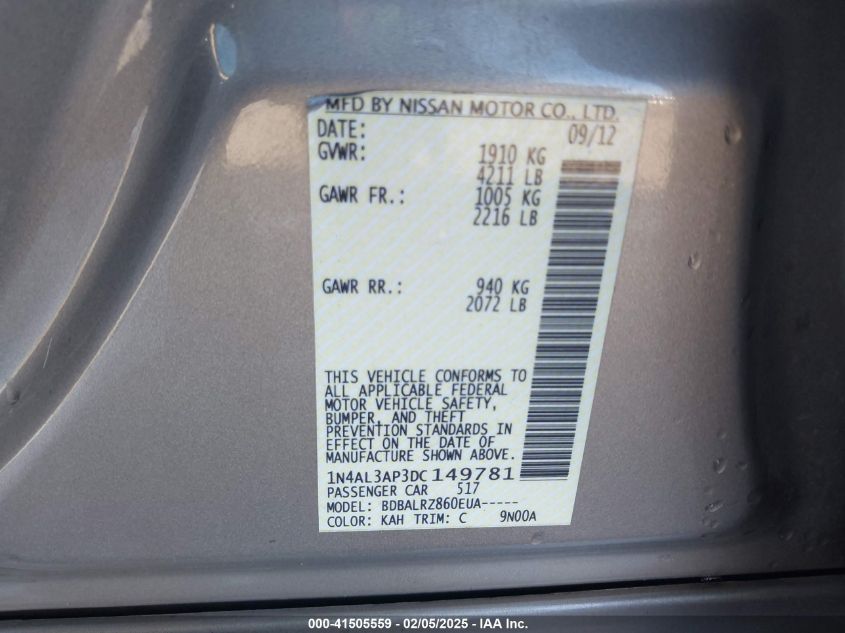 MFD BY NISSAN MOTOR CO., LTD.
DATE: 09/12
GVWR: 1910 KG
4211 LB
GAWR FR.: 1005 KG
2216 LB
GAWR RR.: 940 KG
2072 LB
THIS VEHICLE CONFORMS TO
ALL APPLICABLE FEDERAL
MOTOR VEHICLE SAFETY,
BUMPER, AND THEFT
PREVENTION STANDARDS IN
EFFECT ON THE DATE OF
MANUFACTURE SHOWN ABOVE.
1N4AL3AP3DC149781
PASSENGER CAR 517
MODEL: BDBALRZ860EUA-----
COLOR: KAH TRIM: C 9N00A
000-41505559 — 02/05/2025 — IAA Inc.